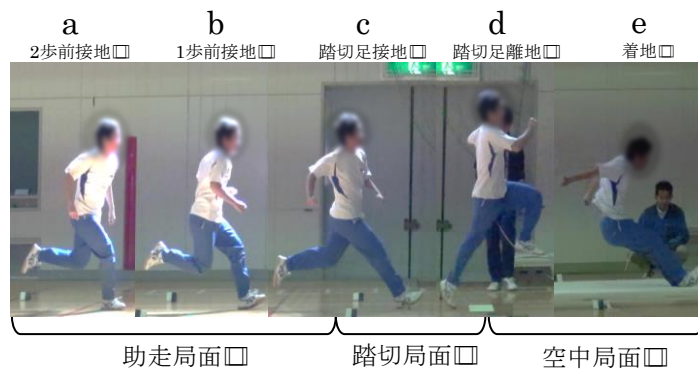 a b c d e
2歩前接地□ 1歩前接地□ 踏切足接地□ 踏切足離地□ 着地□
助走局面□ 踏切局面□ 空中局面□